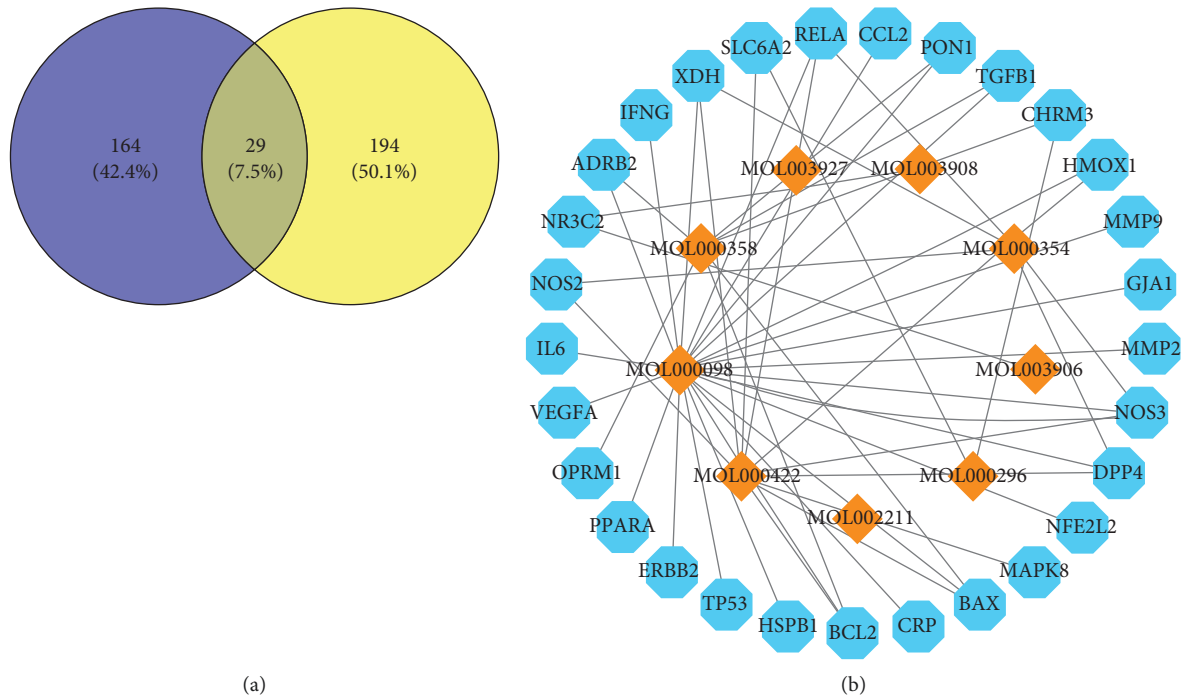 164
(42.4%)
29
(7.5%)
194
(50.1%)
(a)
SLC6A2
RELA
CCL2
PON1
XDH
TGFB1
IFNG
CHRM3
ADRB2
HMOX1
NR3C2
MMP9
NOS2
GJA1
IL6
MMP2
VEGFA
NOS3
OPRM1
DPP4
PPARA
NFE2L2
ERBB2
MAPK8
TP53
BAX
HSPB1
BCL2
CRP
MOL003927
MOL003908
MOL000358
MOL000354
MOL000098
MOL003906
MOL000422
MOL000296
MOL002211
(b)